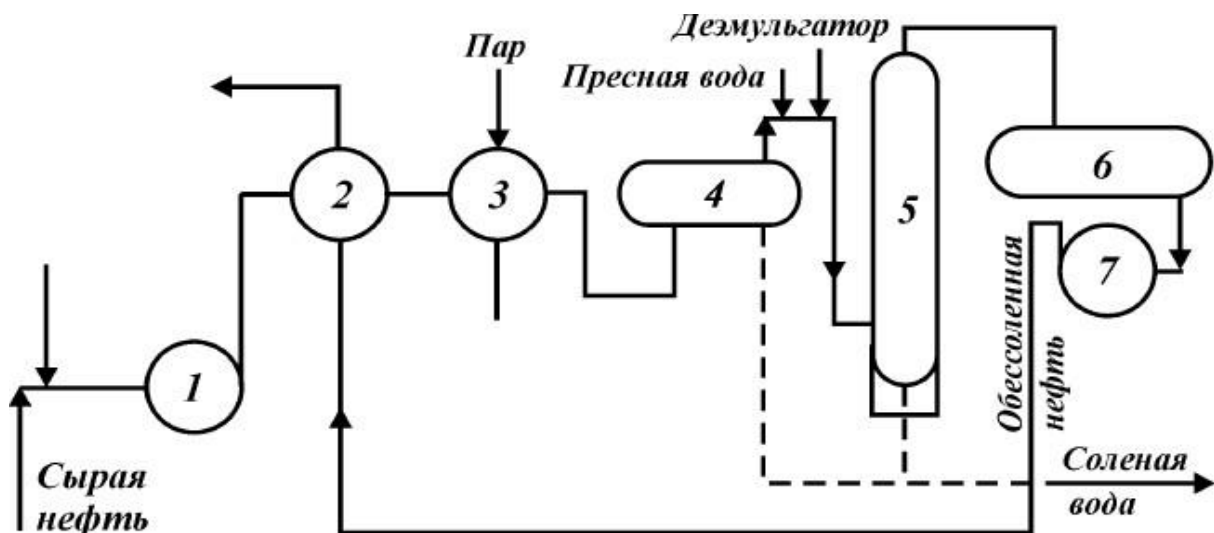 Деэмульгатор
Пар
Пресная вода
2
3
4
5
6
7
1
Обессоленная
нефть
Сырая
нефть
Соленая
вода